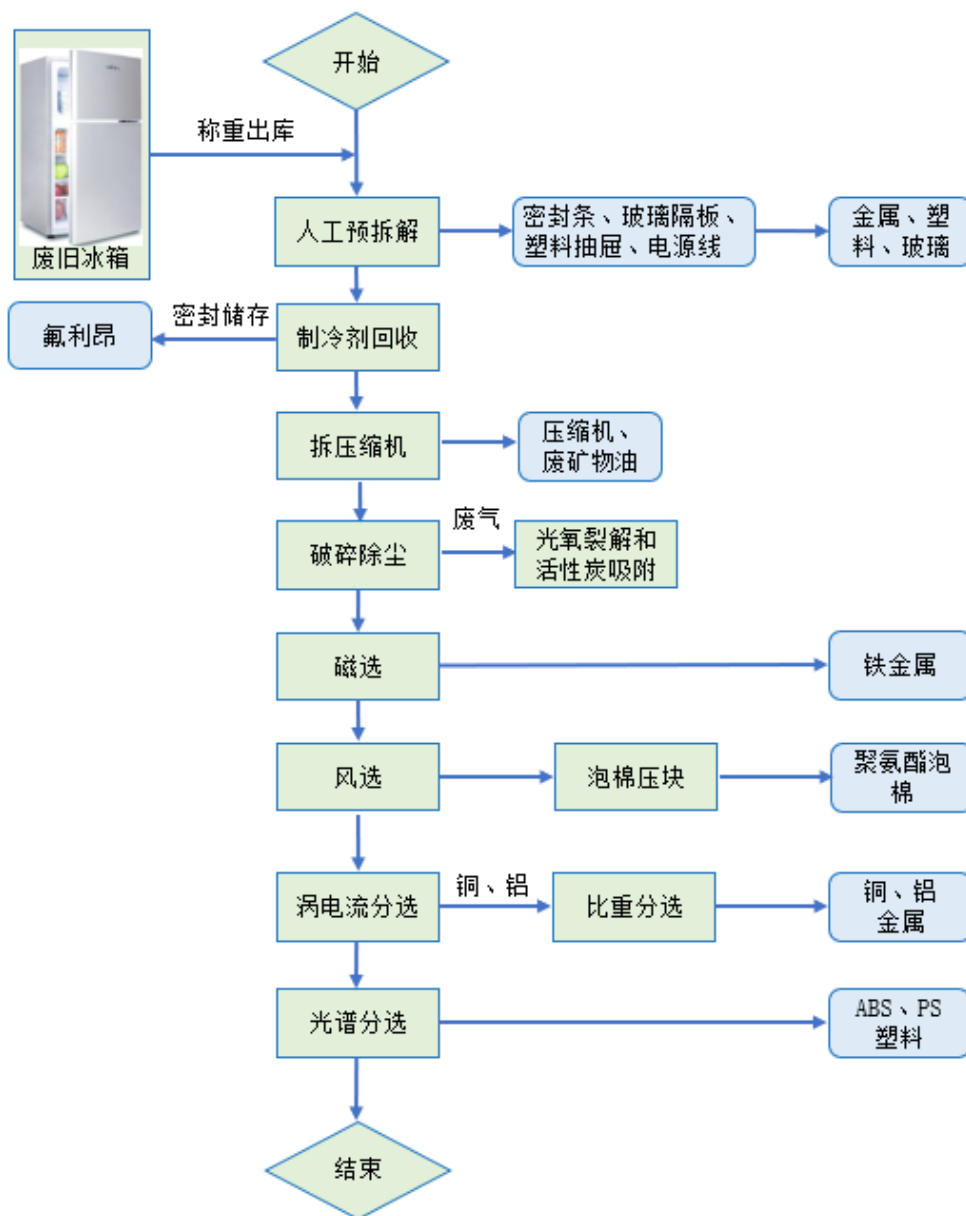 开始
称重出库
废旧冰箱
人工预拆解
密封条、玻璃隔板、
塑料抽屉、电源线
金属、塑
料、玻璃
氟利昂
密封储存
制冷剂回收
拆压缩机
压缩机、
废矿物油
破碎除尘
废气
光氧裂解和
活性炭吸附
磁选
铁金属
风选
泡棉压块
聚氨酯泡
棉
涡电流分选
铜、铝
比重分选
铜、铝
金属
光谱分选
ABS、PS
塑料
结束